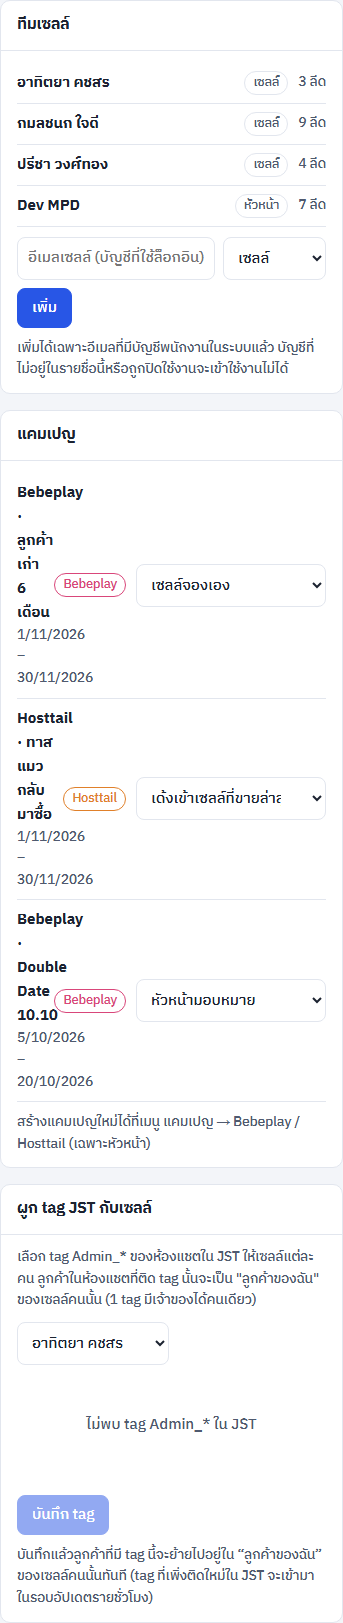 ทีมเซลล์
อาทิตยา คชสร เซลล์ 3 ลีด
กมลชนก ใจดี เซลล์ 9 ลีด
ปรีชา วงศ์ทอง เซลล์ 4 ลีด
Dev MPD หัวหน้า 7 ลีด
อีเมลเซลล์ (บัญชีที่ใช้ล็อกอิน) เซลล์
เพิ่ม
เพิ่มได้เฉพาะอีเมลที่มีบัญชีพนักงานในระบบแล้ว บัญชีที่
ไม่อยู่ในรายชื่อนี้หรือถูกปิดใช้งานจะเข้าใช้งานไม่ได้
แคมเปญ
Bebeplay
·
ลูกค้า
เก่า
6
เดือน
1/11/2026
–
30/11/2026
Bebeplay
เซลล์จองเอง
Hosttail
· ทาส
แมว
กลับ
มาซื้อ
1/11/2026
–
30/11/2026
Hosttail
เด้งเข้าเซลล์ที่ขายล่าส
Bebeplay
·
Double
Date
10.10
5/10/2026
–
20/10/2026
Bebeplay
หัวหน้ามอบหมาย
สร้างแคมเปญใหม่ได้ที่เมนู แคมเปญ → Bebeplay /
Hosttail (เฉพาะหัวหน้า)
ผูก tag JST กับเซลล์
เลือก tag Admin_* ของห้องแชตใน JST ให้เซลล์แต่ละ
คน ลูกค้าในห้องแชตที่ติด tag นั้นจะเป็น "ลูกค้าของฉัน"
ของเซลล์คนนั้น (1 tag มีเจ้าของได้คนเดียว)
อาทิตยา คชสร
ไม่พบ tag Admin_* ใน JST
บันทึก tag
บันทึกแล้วลูกค้าที่มี tag นี้จะย้ายไปอยู่ใน “ลูกค้าของฉัน”
ของเซลล์คนนั้นทันที (tag ที่เพิ่งติดใหม่ใน JST จะเข้ามา
ในรอบอัปเดตรายชั่วโมง)